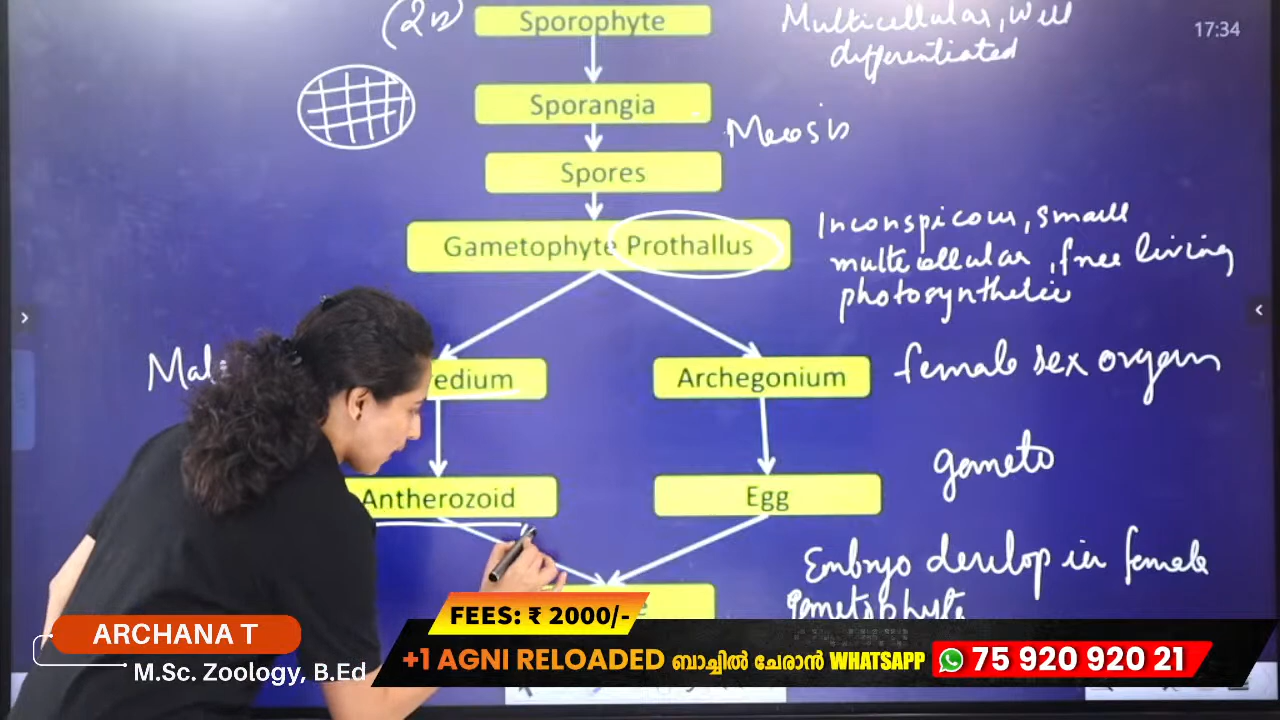 (2n)
Sporophyte
Multicellular, well
differentiated
17:34
Sporangia
Meosis
Spores
Gametophyte Prothallus
Inconspicous, small
multicellular, free living
photosynthetic
Mal
edium
Archegonium
female sex organs
gamete
Antherozoid
Egg
Embryo develop in female
gametophyte
e
FEES: ₹ 2000/-
ARCHANA T
M.Sc. Zoology, B.Ed
+1 AGNI RELOADED ബാച്ചിൽ ചേരാൻ WHATSAPP 75 920 920 21